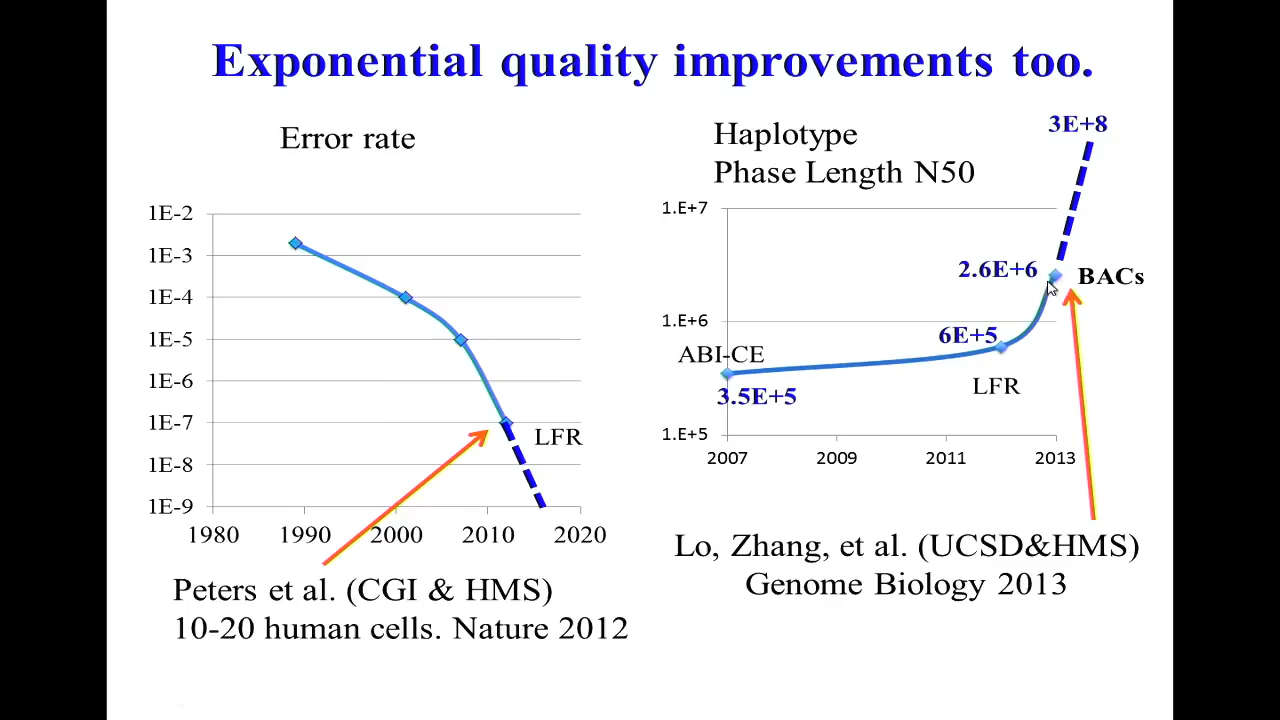 Exponential quality improvements too.
Error rate
1E-2
1E-3
1E-4
1E-5
1E-6
1E-7
1E-8
1E-9
LFR
1980 1990 2000 2010 2020
Peters et al. (CGI & HMS)
10-20 human cells. Nature 2012
Haplotype
Phase Length N50
3E+8
1.E+7
2.6E+6
BACs
1.E+6
6E+5
ABI-CE
LFR
3.5E+5
1.E+5
2007 2009 2011 2013
Lo, Zhang, et al. (UCSD&HMS)
Genome Biology 2013